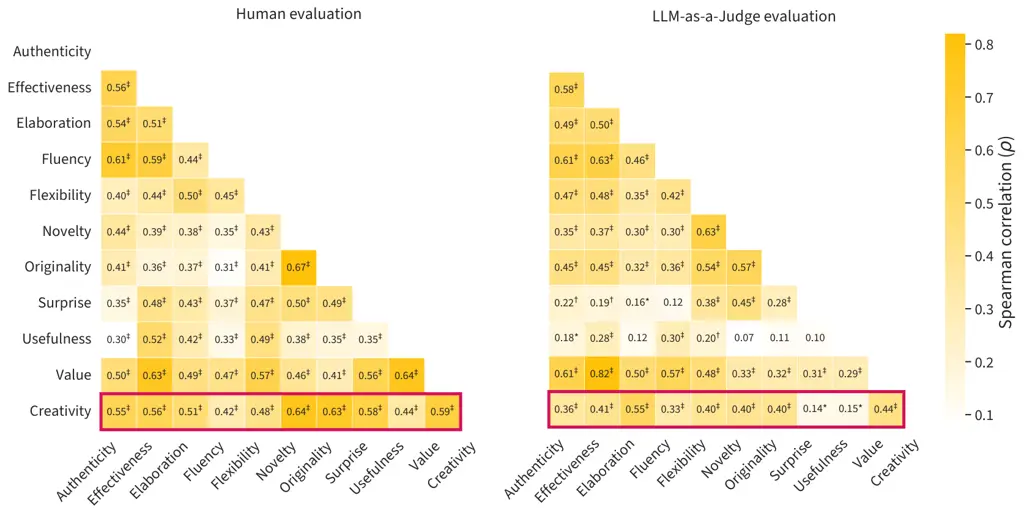 Human evaluation
LLM-as-a-Judge evaluation
Authenticity
Effectiveness 0.56‡ 0.58‡
Elaboration 0.54‡ 0.51‡ 0.49‡ 0.50‡
Fluency 0.61‡ 0.59‡ 0.44‡ 0.61‡ 0.63‡ 0.46‡
Flexibility 0.40‡ 0.44‡ 0.50‡ 0.45‡ 0.47‡ 0.48‡ 0.35‡ 0.42‡
Novelty 0.44‡ 0.39‡ 0.38‡ 0.35‡ 0.43‡ 0.35‡ 0.37‡ 0.30‡ 0.30‡ 0.63‡
Originality 0.41‡ 0.36‡ 0.37‡ 0.31‡ 0.41‡ 0.67‡ 0.45‡ 0.45‡ 0.32‡ 0.36‡ 0.54‡ 0.57‡
Surprise 0.35‡ 0.48‡ 0.43‡ 0.37‡ 0.47‡ 0.50‡ 0.49‡ 0.22† 0.19† 0.16* 0.12 0.38‡ 0.45‡ 0.28‡
Usefulness 0.30‡ 0.52‡ 0.42‡ 0.33‡ 0.49‡ 0.38‡ 0.35‡ 0.35‡ 0.18* 0.28‡ 0.12 0.30‡ 0.20† 0.07 0.11 0.10
Value 0.50‡ 0.63‡ 0.49‡ 0.47‡ 0.57‡ 0.46‡ 0.41‡ 0.56‡ 0.64‡ 0.61‡ 0.82‡ 0.50‡ 0.57‡ 0.48‡ 0.33‡ 0.32‡ 0.31‡ 0.29‡
Creativity 0.55‡ 0.56‡ 0.51‡ 0.42‡ 0.48‡ 0.64‡ 0.63‡ 0.58‡ 0.44‡ 0.59‡ 0.36‡ 0.41‡ 0.55‡ 0.33‡ 0.40‡ 0.40‡ 0.40‡ 0.14* 0.15* 0.44‡
Authenticity Effectiveness Elaboration Fluency Flexibility Novelty Originality Surprise Usefulness Value Creativity
Authenticity Effectiveness Elaboration Fluency Flexibility Novelty Originality Surprise Usefulness Value Creativity
0.8
0.7
0.6
0.5
0.4
0.3
0.2
0.1
Spearman correlation (ρ)